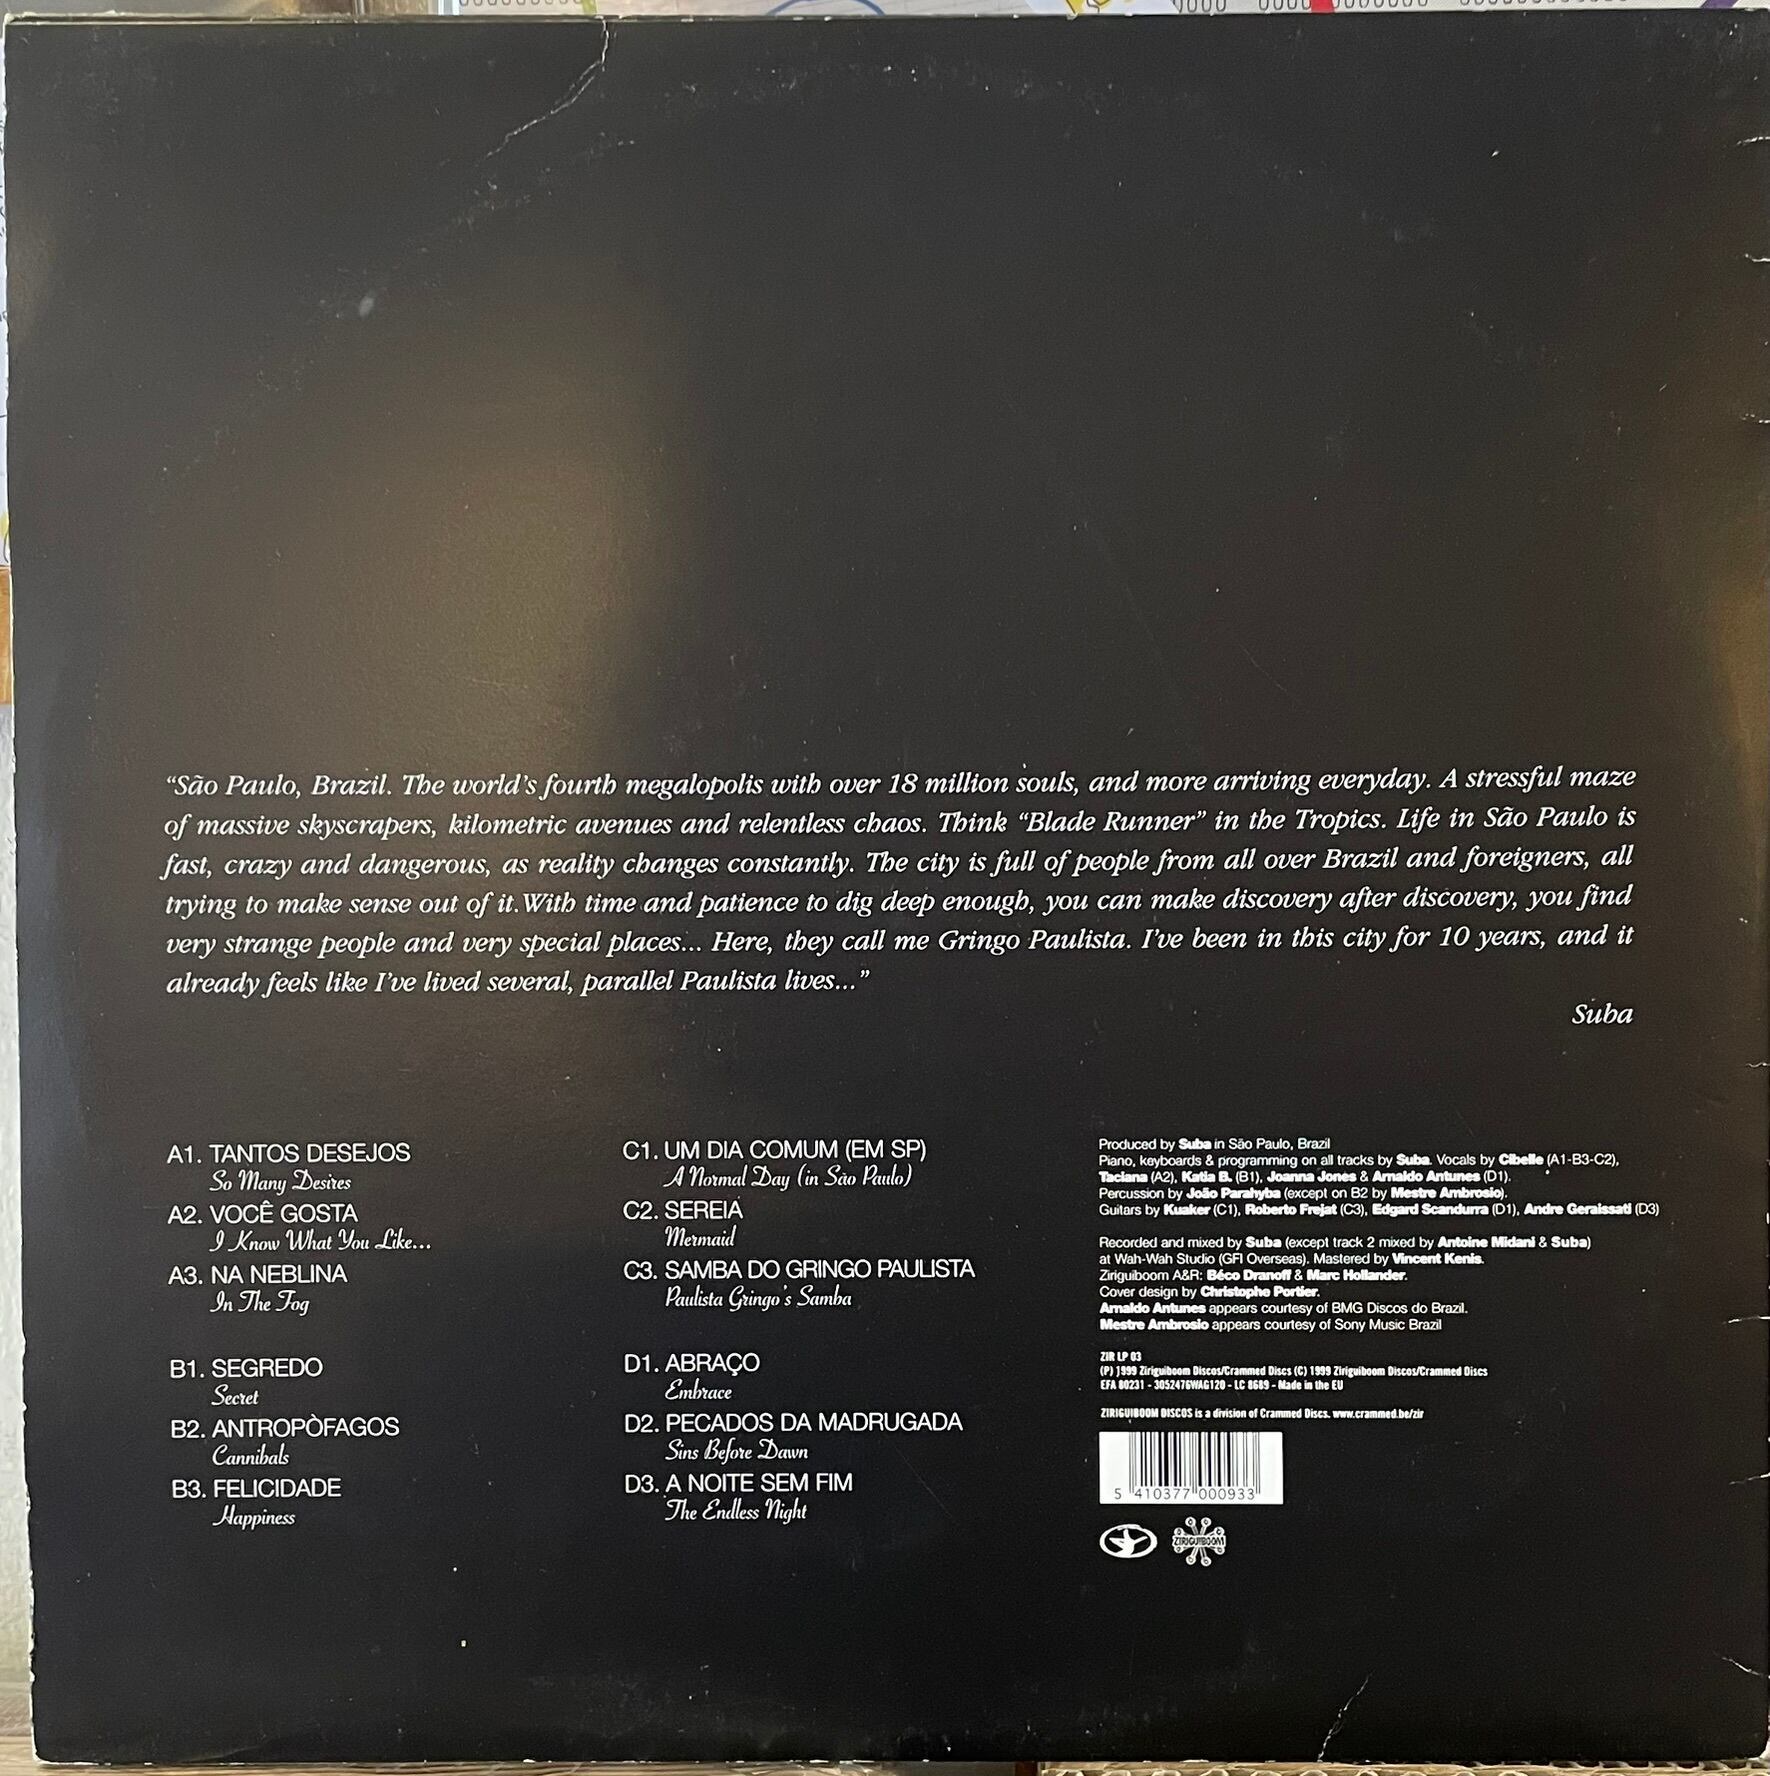 “São Paulo, Brazil. The world's fourth megalopolis with over 18 million souls, and more arriving everyday. A stressful maze
of massive skyscrapers, kilometric avenues and relentless chaos. Think “Blade Runner” in the Tropics. Life in São Paulo is
fast, crazy and dangerous, as reality changes constantly. The city is full of people from all over Brazil and foreigners, all
trying to make sense out of it.With time and patience to dig deep enough, you can make discovery after discovery, you find
very strange people and very special places... Here, they call me Gringo Paulista. I've been in this city for 10 years, and it
already feels like I've lived several, parallel Paulista lives...”
Suba
A1. TANTOS DESEJOS
So Many Desires
A2. VOCÊ GOSTA
I Know What You Like...
A3. NA NEBLINA
In The Fog
B1. SEGREDO
Secret
B2. ANTROPÒFAGOS
Cannibals
B3. FELICIDADE
Happiness
C1. UM DIA COMUM (EM SP)
A Normal Day (in São Paulo)
C2. SEREIA
Mermaid
C3. SAMBA DO GRINGO PAULISTA
Paulista Gringo's Samba
D1. ABRAÇO
Embrace
D2. PECADOS DA MADRUGADA
Sins Before Dawn
D3. A NOITE SEM FIM
The Endless Night
Produced by Suba in São Paulo, Brazil
Piano, keyboards & programming on all tracks by Suba. Vocals by Cibelle (A1-B3-C2),
Taciana (A2), Katia B. (B1), Joanna Jones & Arnaldo Antunes (D1).
Percussion by João Parahyba (except on B2 by Mestre Ambrosio).
Guitars by Kuaker (C1), Roberto Frejat (C3), Edgard Scandurra (D1), Andre Geraissati (D3)
Recorded and mixed by Suba (except track 2 mixed by Antoine Midani & Suba)
at Wah-Wah Studio (GFI Overseas). Mastered by Vincent Kenis.
Ziriguiboom A&R: Béco Dranoff & Marc Hollander.
Cover design by Christophe Portier.
Arnaldo Antunes appears courtesy of BMG Discos do Brazil.
Mestre Ambrosio appears courtesy of Sony Music Brazil
ZIR LP 03
(P) 1999 Ziriguiboom Discos/Crammed Discs (C) 1999 Ziriguiboom Discos/Crammed Discs
EFA 80231 - 3052476WAG120 - LC 8689 - Made in the EU
ZIRIGUIBOOM DISCOS is a division of Crammed Discs. www.crammed.be/zir
5 410377 000933
ZIRIGUIBOOM